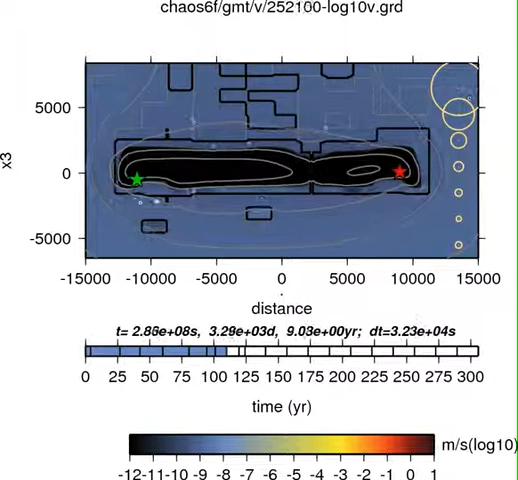 chaos6f/gmt/v/252100-log10v.grd
x3
5000
0
-5000
-15000 -10000 -5000 0 5000 10000 15000
distance
t= 2.86e+08s, 3.29e+03d, 9.03e+00yr; dt=3.23e+04s
0 25 50 75 100 125 150 175 200 225 250 275 300
time (yr)
m/s(log10)
-12-11-10 -9 -8 -7 -6 -5 -4 -3 -2 -1 0 1